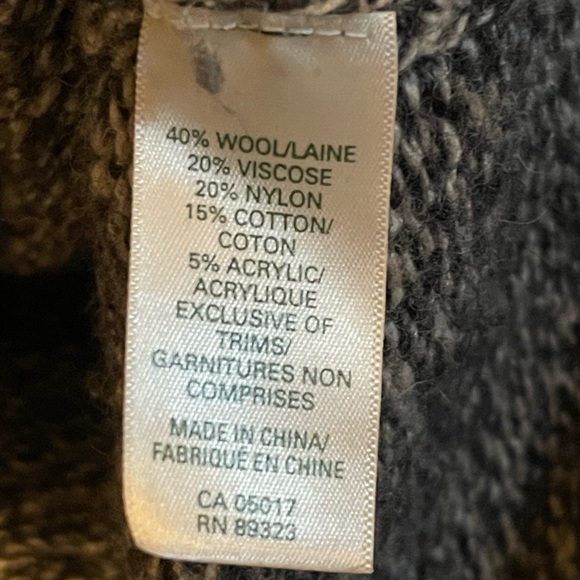 40% WOOL/LAINE
20% VISCOSE
20% NYLON
15% COTTON/
COTON
5% ACRYLIC/
ACRYLIQUE
EXCLUSIVE OF
TRIMS/
GARNITURES NON
COMPRISES
MADE IN CHINA/
FABRIQUÉ EN CHINE
CA 05017
RN 89323